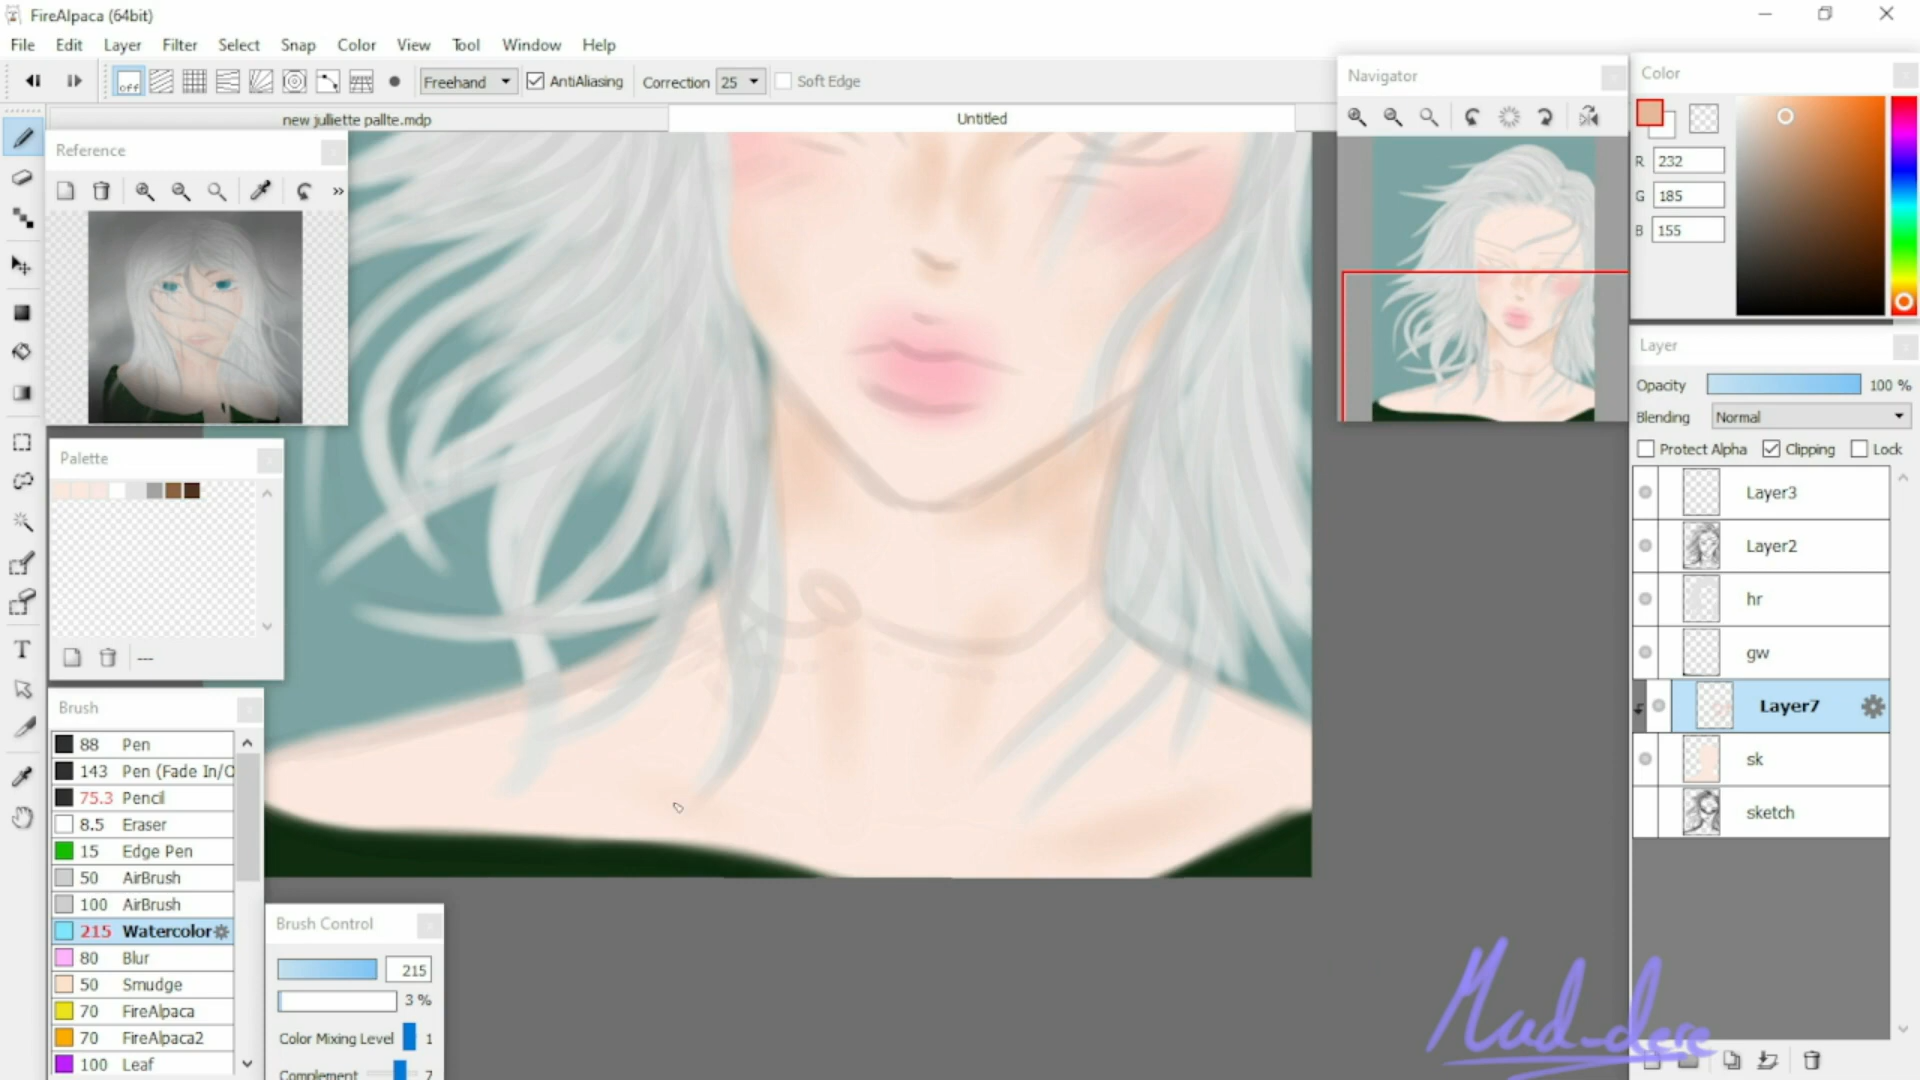 FireAlpaca (64bit)
File Edit Layer Filter Select Snap Color View Tool Window Help
off Freehand AntiAliasing Correction 25 Soft Edge
new julliette pallte.mdp
Untitled
Reference
»
Palette
---
Brush
88 Pen
143 Pen (Fade In/O
75.3 Pencil
8.5 Eraser
15 Edge Pen
50 AirBrush
100 AirBrush
215 Watercolor
80 Blur
50 Smudge
70 FireAlpaca
70 FireAlpaca2
100 Leaf
Brush Control
215
3 %
Color Mixing Level 1
Complement 7
Navigator
Color
R 232
G 185
B 155
Layer
Opacity 100 %
Blending Normal
Protect Alpha Clipping Lock
Layer3
Layer2
hr
gw
Layer7
sk
sketch
T
Mad-dere